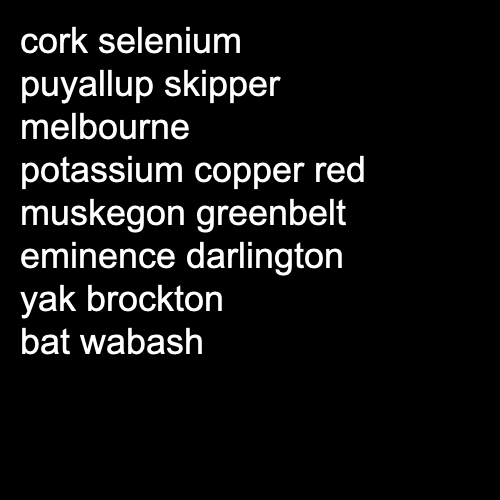 cork selenium
puyallup skipper
melbourne
potassium copper red
muskegon greenbelt
eminence darlington
yak brockton
bat wabash